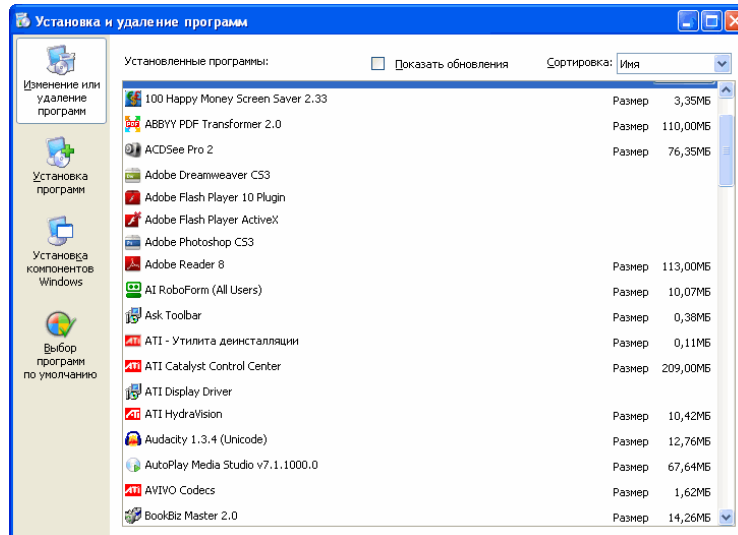 Установка и удаление программ
Изменение или
удаление
программ
Установка
программ
Установка
компонентов
Windows
Выбор
программ
по умолчанию
Установленные программы:
Показать обновления
Сортировка: Имя
100 Happy Money Screen Saver 2.33 Размер 3,35МБ
ABBYY PDF Transformer 2.0 Размер 110,00МБ
ACDSee Pro 2 Размер 76,35МБ
Adobe Dreamweaver CS3
Adobe Flash Player 10 Plugin
Adobe Flash Player ActiveX
Adobe Photoshop CS3
Adobe Reader 8 Размер 113,00МБ
AI RoboForm (All Users) Размер 10,07МБ
Ask Toolbar Размер 0,38МБ
ATI - Утилита деинсталляции Размер 0,11МБ
ATI Catalyst Control Center Размер 209,00МБ
ATI Display Driver
ATI HydraVision Размер 10,42МБ
Audacity 1.3.4 (Unicode) Размер 12,76МБ
AutoPlay Media Studio v7.1.1000.0 Размер 67,64МБ
AVIVO Codecs Размер 1,62МБ
BookBiz Master 2.0 Размер 14,26МБ